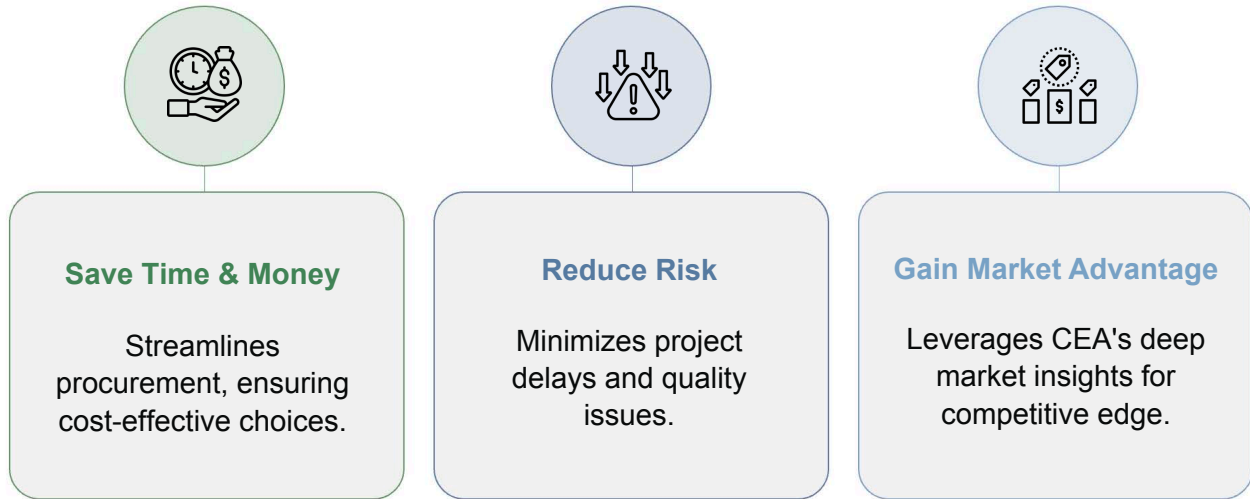 Save Time & Money
Streamlines
procurement, ensuring
cost-effective choices.
Reduce Risk
Minimizes project
delays and quality
issues.
Gain Market Advantage
Leverages CEA's deep
market insights for
competitive edge.
$
$